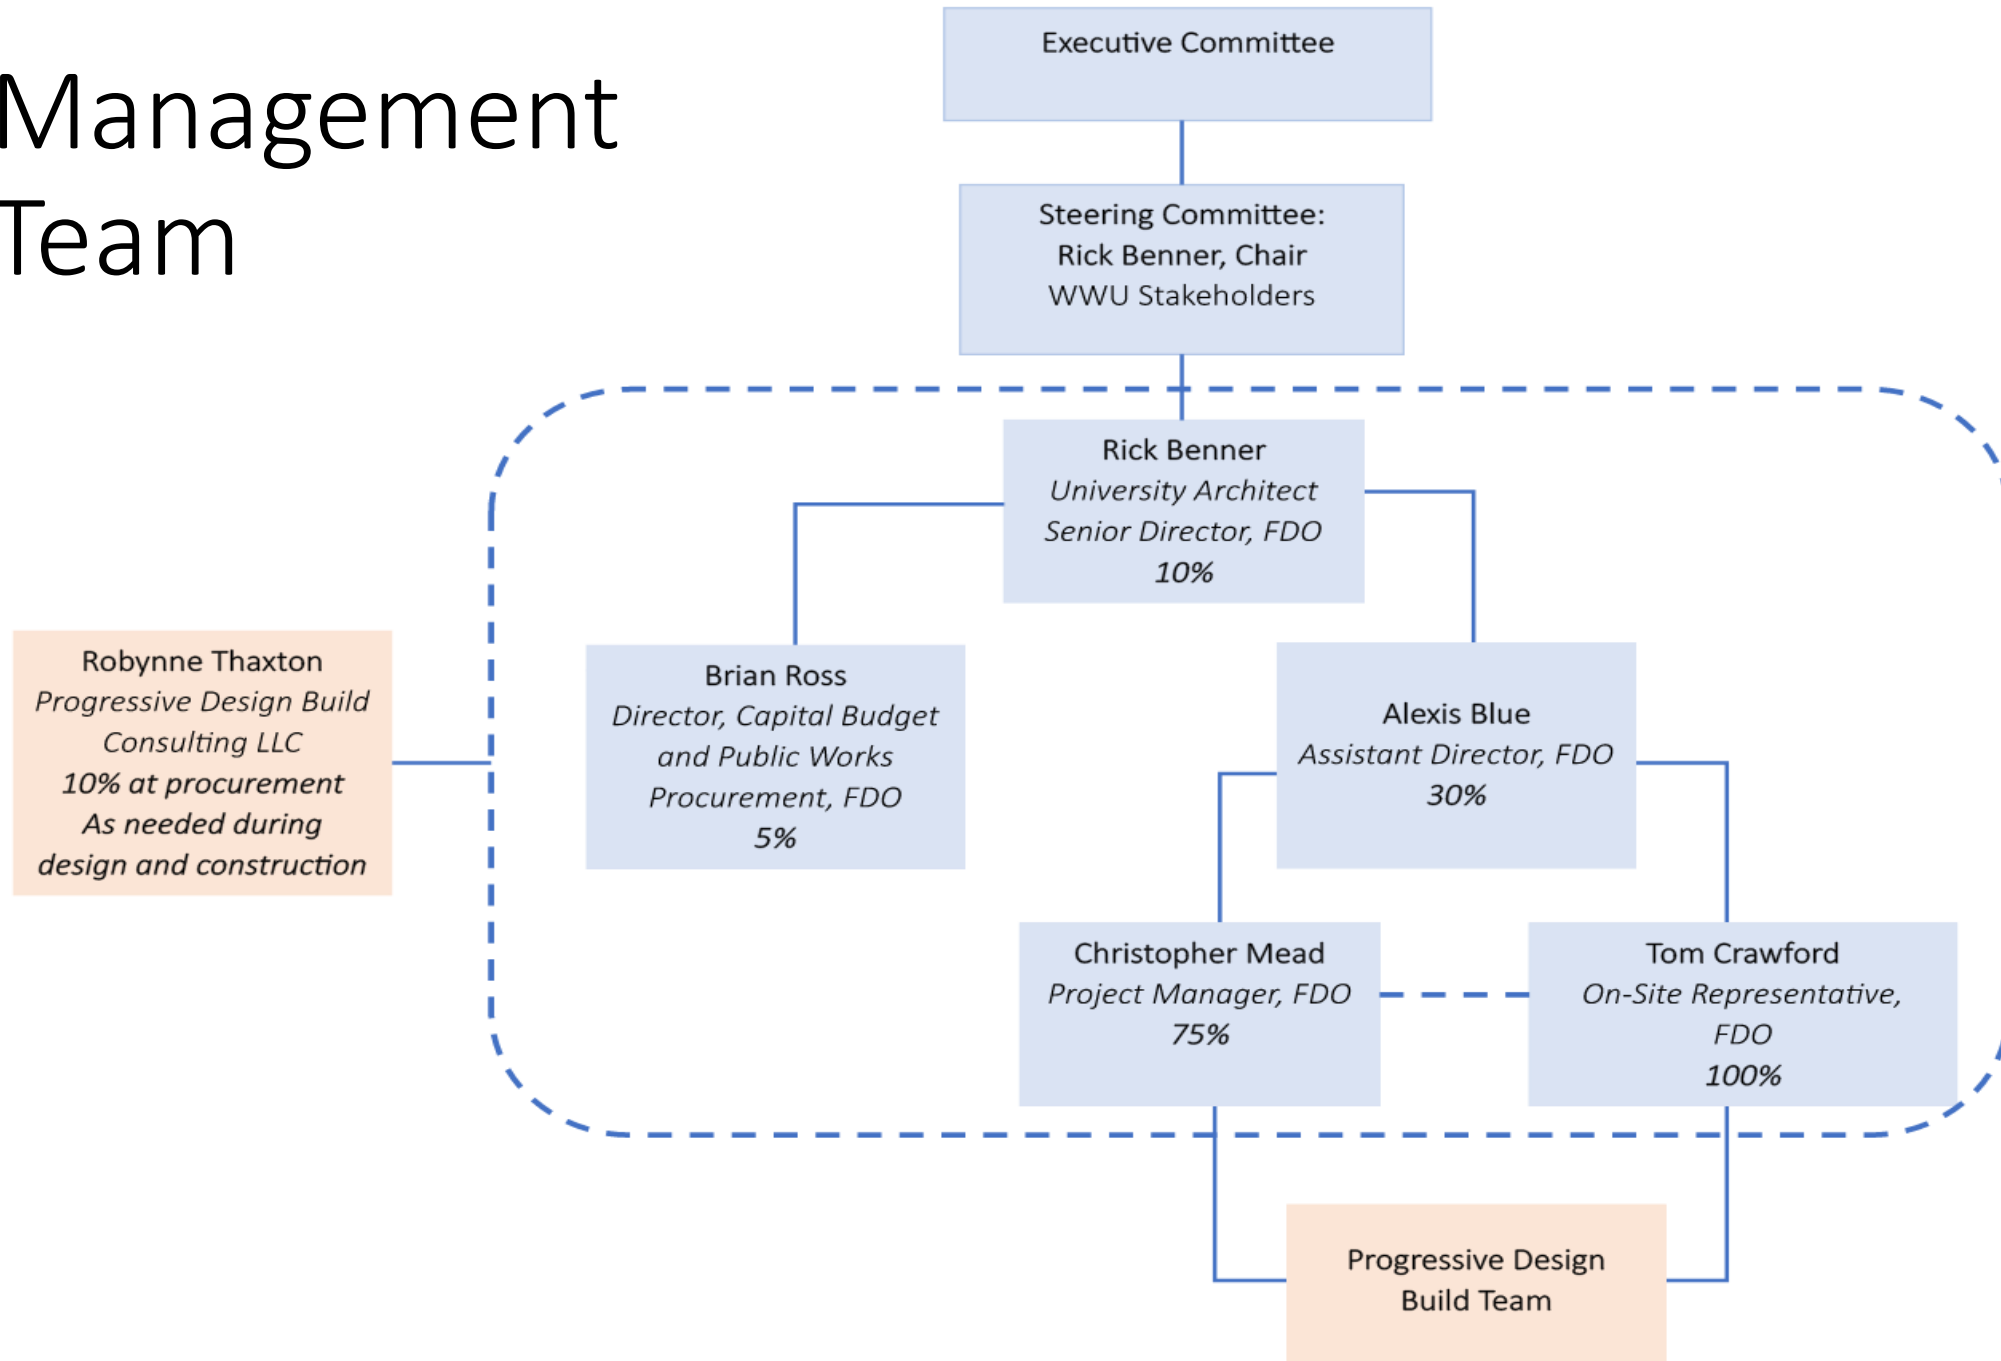 Management
Team
Executive Committee
Steering Committee:
Rick Benner, Chair
WWU Stakeholders
Rick Benner
University Architect
Senior Director, FDO
10%
Robynne Thaxton
Progressive Design Build
Consulting LLC
10% at procurement
As needed during
design and construction
Brian Ross
Director, Capital Budget
and Public Works
Procurement, FDO
5%
Alexis Blue
Assistant Director, FDO
30%
Christopher Mead
Project Manager, FDO
75%
Tom Crawford
On-Site Representative,
FDO
100%
Progressive Design
Build Team